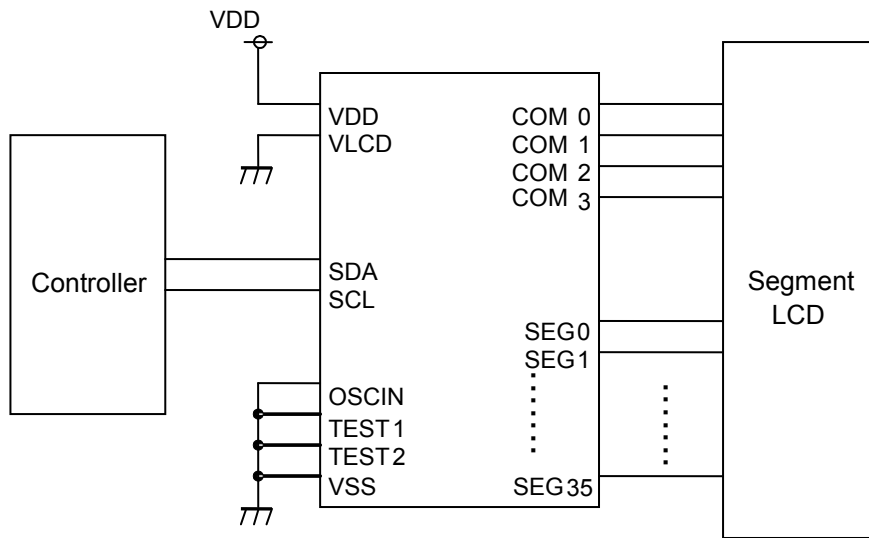 VDD
VDD
VLCD
COM 0
COM 1
COM 2
COM 3
Controller
SDA
SCL
Segment
LCD
SEG0
SEG1
OSCIN
TEST1
TEST2
VSS
SEG35